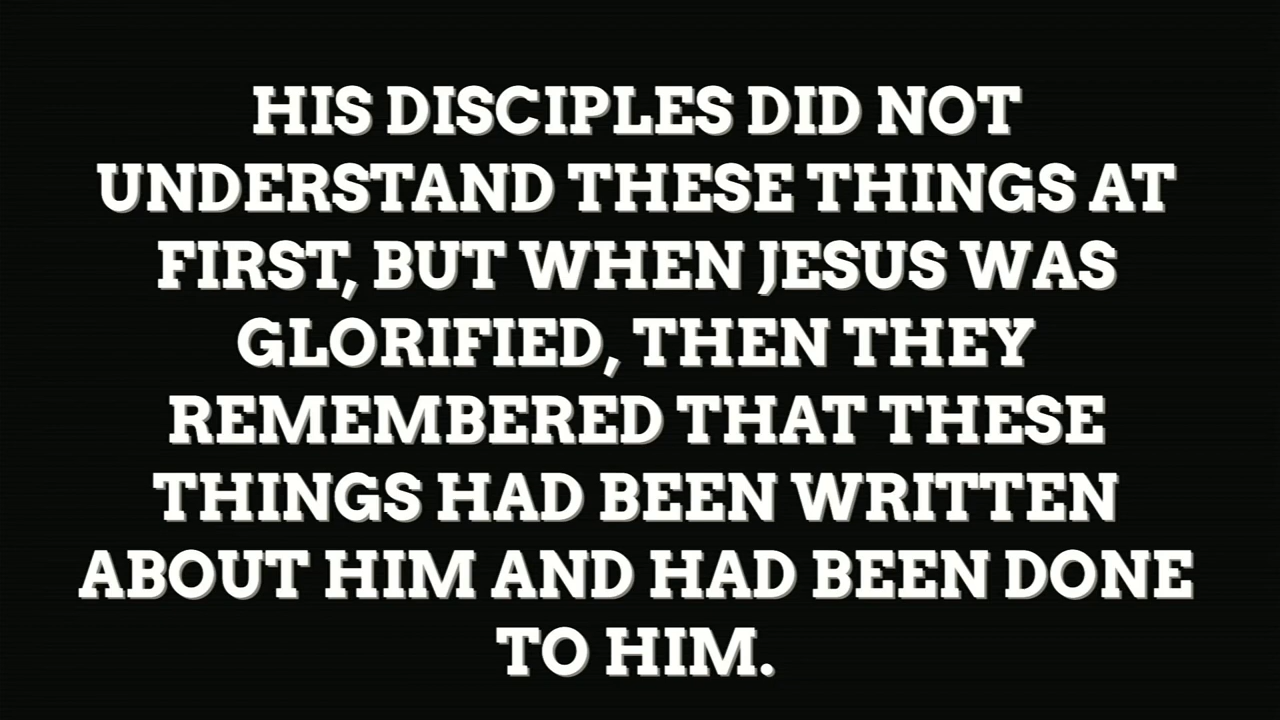 HIS DISCIPLES DID NOT
UNDERSTAND THESE THINGS AT
FIRST, BUT WHEN JESUS WAS
GLORIFIED, THEN THEY
REMEMBERED THAT THESE
THINGS HAD BEEN WRITTEN
ABOUT HIM AND HAD BEEN DONE
TO HIM.